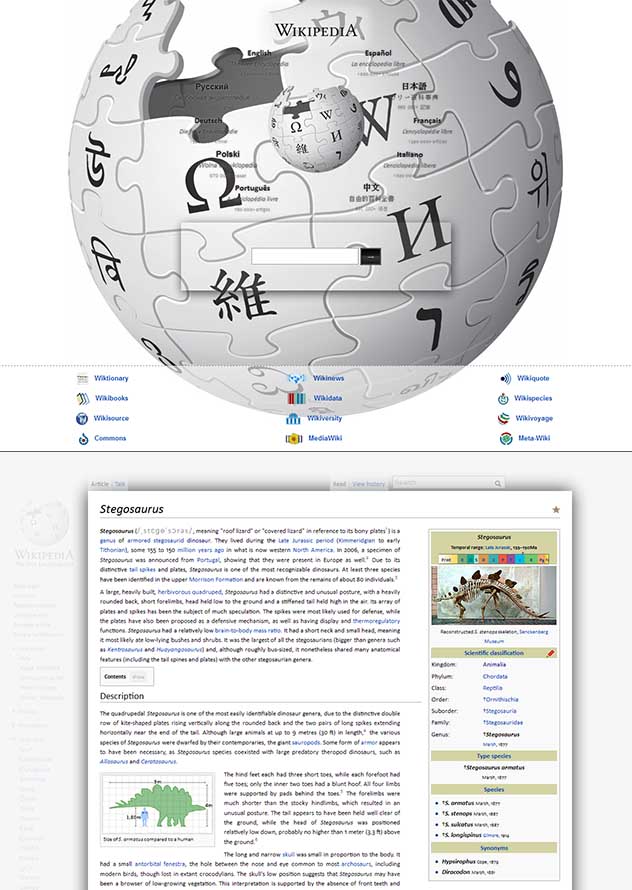 WIKIPEDIA
English
Español
Русский
日本語
Deutsch
Français
Polski
Italiano
Português
中文
Ω
W
И
維
위
Wiktionary
Wikinews
Wikiquote
Wikibooks
Wikidata
Wikispecies
Wikisource
Wikiversity
Wikivoyage
Commons
MediaWiki
Meta-Wiki
Article Talk
Read View history
Search
WIKIPEDIA
Stegosaurus
meaning "roof lizard" or "covered lizard" in reference to its bony plates¹) is a
genus of armored stegosaurid dinosaur. They lived during the Late Jurassic period (Kimmeridgian to early
Tithonian), some 155 to 150 million years ago in what is now western North America. In 2006, a specimen of
Stegosaurus was announced from Portugal, showing that they were present in Europe as well.² Due to its
distinctive tail spikes and plates, Stegosaurus is one of the most recognizable dinosaurs. At least three species
have been identified in the upper Morrison Formation and are known from the remains of about 80 individuals.³
A large, heavily built, herbivorous quadruped, Stegosaurus had a distinctive and unusual posture, with a heavily
rounded back, short forelimbs, head held low to the ground and a stiffened tail held high in the air. Its array of
plates and spikes has been the subject of much speculation. The spikes were most likely used for defense, while
the plates have also been proposed as a defensive mechanism, as well as having display and thermoregulatory
functions. Stegosaurus had a relatively low brain-to-body mass ratio. It had a short neck and small head, meaning
it most likely ate low-lying bushes and shrubs. It was the largest of all the stegosaurians (bigger than genera such
as Kentrosaurus and Huayangosaurus) and, although roughly bus-sized, it nonetheless shared many anatomical
features (including the tail spines and plates) with the other stegosaurian genera.
Contents show
Description
The quadrupedal Stegosaurus is one of the most easily identifiable dinosaur genera, due to the distinctive double
row of kite-shaped plates rising vertically along the rounded back and the two pairs of long spikes extending
horizontally near the end of the tail. Although large animals at up to 9 metres (30 ft) in length,⁴ the various
species of Stegosaurus were dwarfed by their contemporaries, the giant sauropods. Some form of armor appears
to have been necessary, as Stegosaurus species coexisted with large predatory theropod dinosaurs, such as
Allosaurus and Ceratosaurus.
9m
4m
1.80m
Size of S. armatus compared to a human
The hind feet each had three short toes, while each forefoot had
five toes; only the inner two toes had a blunt hoof. All four limbs
were supported by pads behind the toes.⁵ The forelimbs were
much shorter than the stocky hindlimbs, which resulted in an
unusual posture. The tail appears to have been held well clear of
the ground, while the head of Stegosaurus was positioned
relatively low down, probably no higher than 1 meter (3.3 ft) above
the ground.⁶
The long and narrow skull was small in proportion to the body. It
had a small antorbital fenestra, the hole between the nose and eye common to most archosaurs, including
modern birds, though lost in extant crocodylians. The skull's low position suggests that Stegosaurus may have
been a browser of low-growing vegetation. This interpretation is supported by the absence of front teeth and
Stegosaurus
Temporal range: Late Jurassic, 155–150Ma
Reconstructed S. stenops skeleton, Senckenberg
Museum
Scientific classification
Kingdom: Animalia
Phylum: Chordata
Class: Reptilia
Order: †Ornithischia
Suborder: †Stegosauria
Family: †Stegosauridae
Genus: †Stegosaurus
Marsh, 1877
Type species
†Stegosaurus armatus
Marsh, 1877
Species
†S. armatus Marsh, 1877
†S. stenops Marsh, 1887
†S. sulcatus Marsh, 1887
†S. longispinus Gilmore, 1914
Synonyms
Hypsirophus Cope, 1879
Diracodon Marsh, 1881